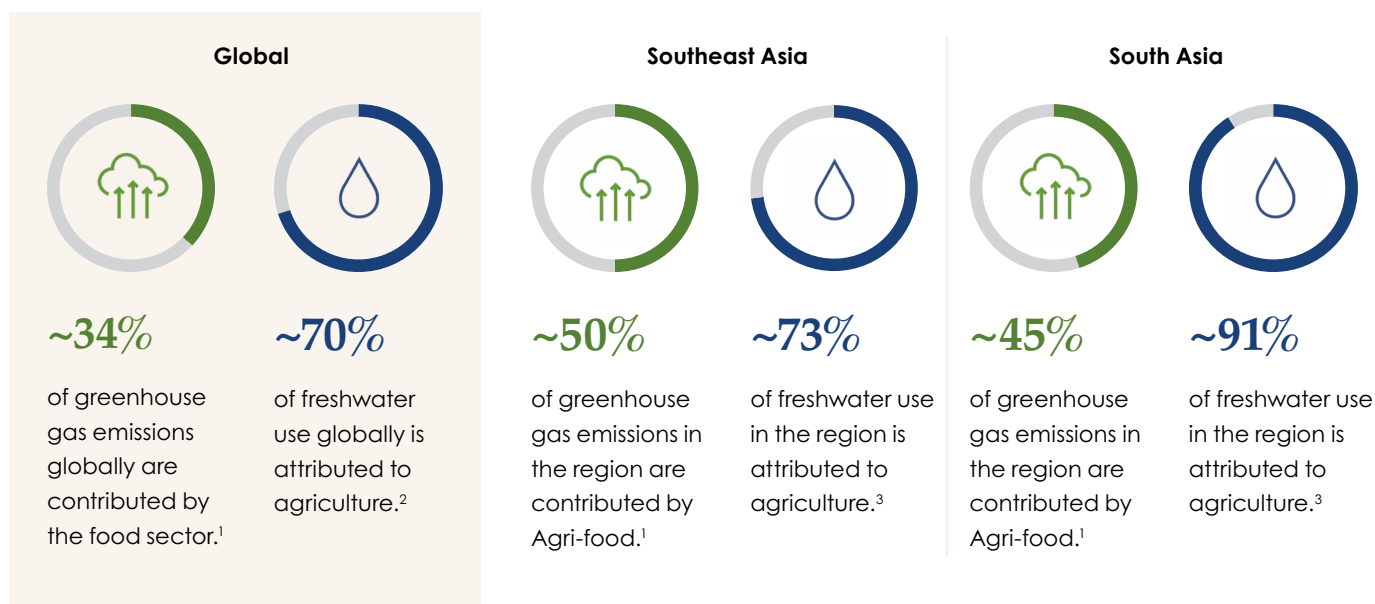 Global
~34%
of greenhouse
gas emissions
globally are
contributed by
the food sector.¹
~70%
of freshwater
use globally is
attributed to
agriculture.²
Southeast Asia
~50%
of greenhouse
gas emissions in
the region are
contributed by
Agri-food.¹
~73%
of freshwater use
in the region is
attributed to
agriculture.³
South Asia
~45%
of greenhouse
gas emissions in
the region are
contributed by
Agri-food.¹
~91%
of freshwater use
in the region is
attributed to
agriculture.³